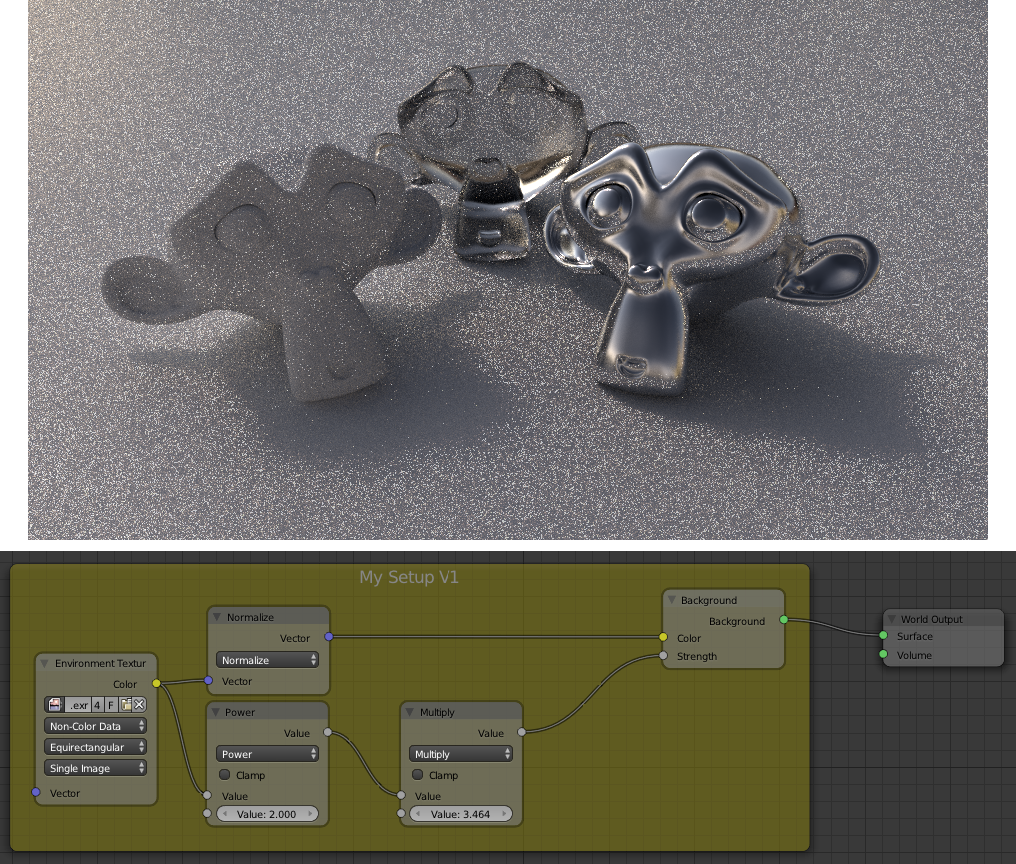 My Setup V1
Environment Textur
Color
.exr 4 F
Non-Color Data
Equirectangular
Single Image
Vector
Normalize
Vector
Normalize
Vector
Power
Value
Power
Clamp
Value
Value: 2.000
Multiply
Value
Multiply
Clamp
Value
Value: 3.464
Background
Background
Color
Strength
World Output
Surface
Volume